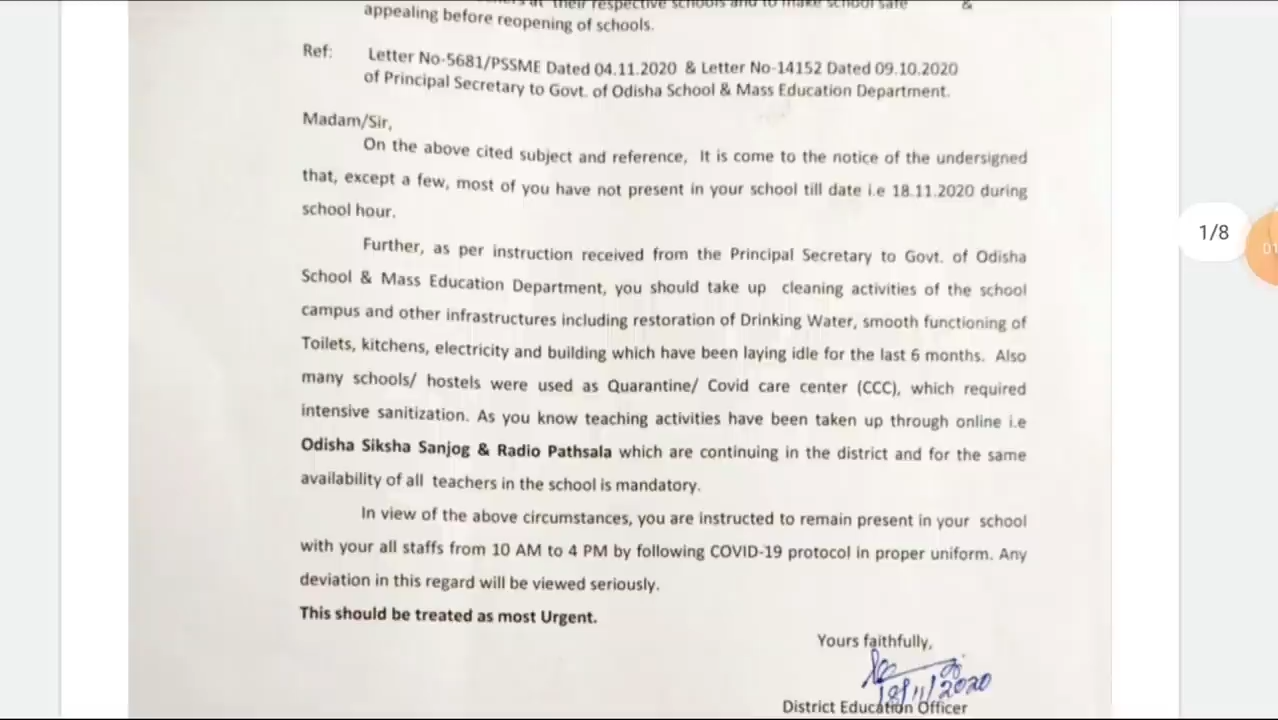 at their respective schools and to make school safe &
appealing before reopening of schools.
Ref: Letter No-5681/PSSME Dated 04.11.2020 & Letter No-14152 Dated 09.10.2020
of Principal Secretary to Govt. of Odisha School & Mass Education Department.
Madam/Sir,
On the above cited subject and reference, It is come to the notice of the undersigned
that, except a few, most of you have not present in your school till date i.e 18.11.2020 during
school hour.
Further, as per instruction received from the Principal Secretary to Govt. of Odisha
School & Mass Education Department, you should take up cleaning activities of the school
campus and other infrastructures including restoration of Drinking Water, smooth functioning of
Toilets, kitchens, electricity and building which have been laying idle for the last 6 months. Also
many schools/ hostels were used as Quarantine/ Covid care center (CCC), which required
intensive sanitization. As you know teaching activities have been taken up through online i.e
Odisha Siksha Sanjog & Radio Pathsala which are continuing in the district and for the same
availability of all teachers in the school is mandatory.
In view of the above circumstances, you are instructed to remain present in your school
with your all staffs from 10 AM to 4 PM by following COVID-19 protocol in proper uniform. Any
deviation in this regard will be viewed seriously.
This should be treated as most Urgent.
Yours faithfully,
18/11/2020
District Education Officer
1/8